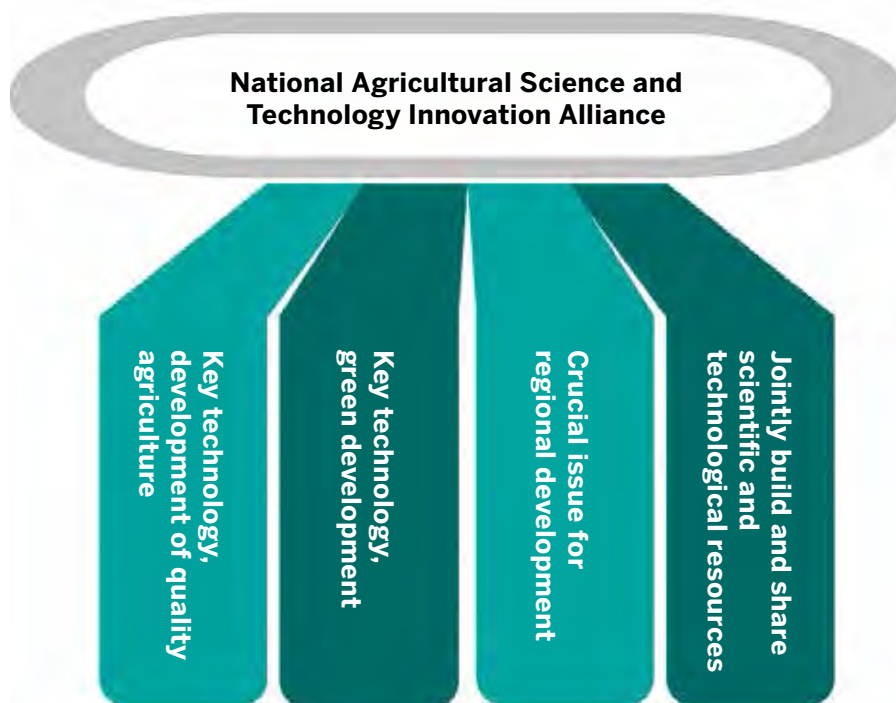 National Agricultural Science and
Technology Innovation Alliance
Key technology,
development of quality
agriculture
Key technology,
green development
Crucial issue for
regional development
Jointly build and share
scientific and
technological resources